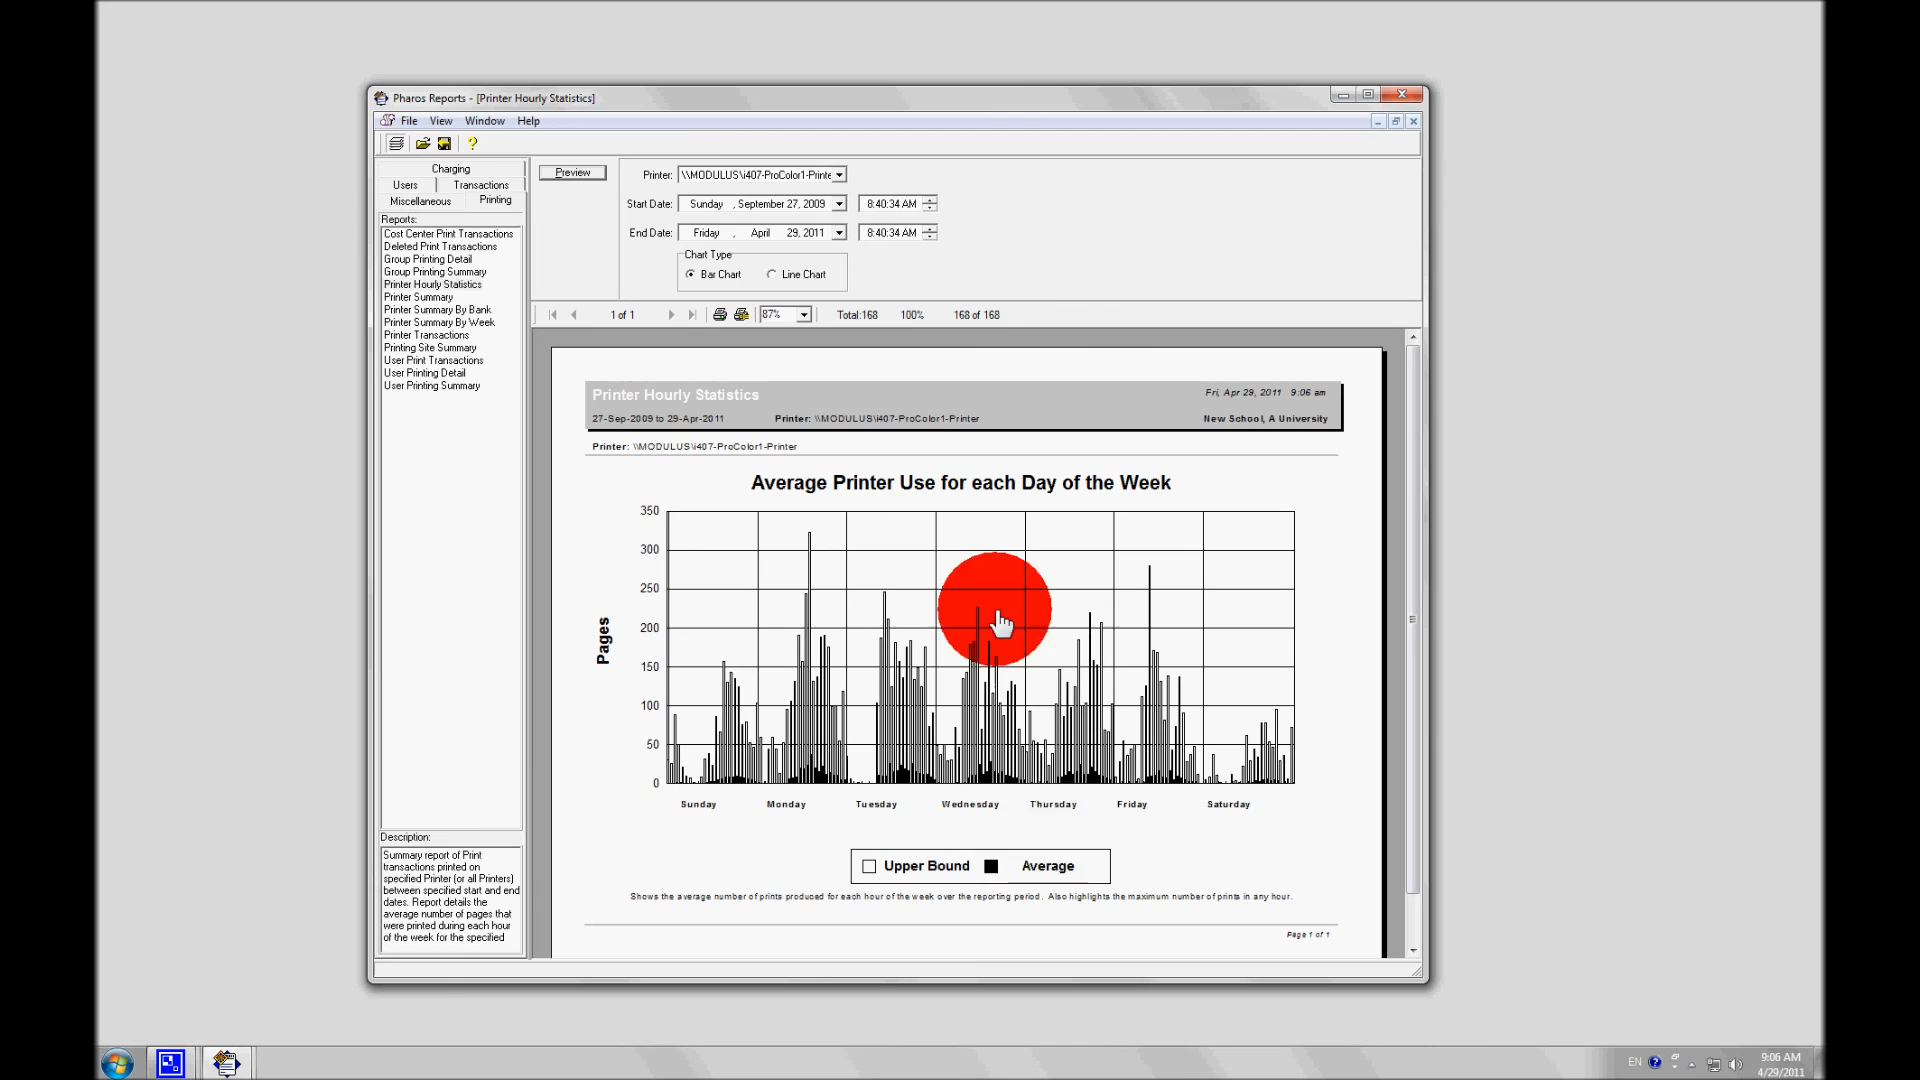 Pharos Reports - [Printer Hourly Statistics]
File View Window Help
Charging
Users Transactions
Miscellaneous Printing
Reports:
Cost Center Print Transactions
Deleted Print Transactions
Group Printing Detail
Group Printing Summary
Printer Hourly Statistics
Printer Summary
Printer Summary By Bank
Printer Summary By Week
Printer Transactions
Printing Site Summary
User Print Transactions
User Printing Detail
User Printing Summary
Description:
Summary report of Print
transactions printed on
specified Printer (or all Printers)
between specified start and end
dates. Report details the
average number of pages that
were printed during each hour
of the week for the specified
Preview
Printer: \\MODULUS\i407-ProColor1-Printe
Start Date: Sunday , September 27, 2009 8:40:34 AM
End Date: Friday , April 29, 2011 8:40:34 AM
Chart Type
Bar Chart Line Chart
1 of 1 87% Total:168 100% 168 of 168
Printer Hourly Statistics Fri, Apr 29, 2011 9:06 am
27-Sep-2009 to 29-Apr-2011 Printer: \\MODULUS\i407-ProColor1-Printer New School, A University
Printer: \\MODULUS\i407-ProColor1-Printer
Average Printer Use for each Day of the Week
Pages
350
300
250
200
150
100
50
0
Sunday Monday Tuesday Wednesday Thursday Friday Saturday
Upper Bound Average
Shows the average number of prints produced for each hour of the week over the reporting period. Also highlights the maximum number of prints in any hour.
Page 1 of 1
EN
9:06 AM
4/29/2011